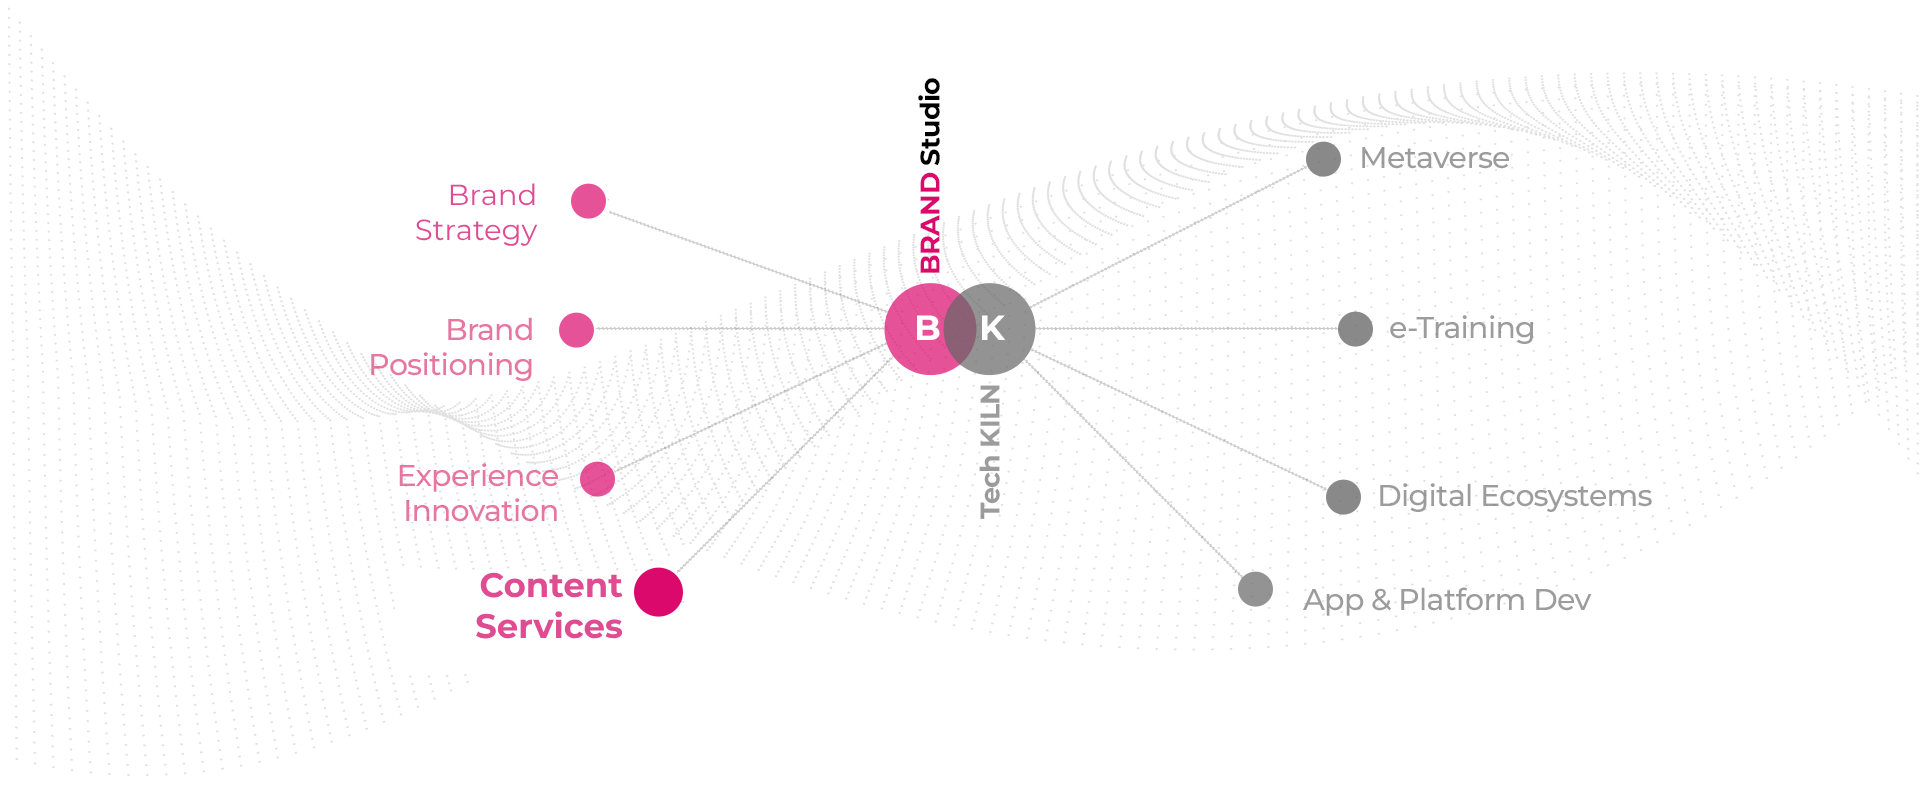 BRAND Studio
Brand
Strategy
Brand
Positioning
Experience
Innovation
Content
Services
B K
Tech KILN
Metaverse
e-Training
Digital Ecosystems
App & Platform Dev